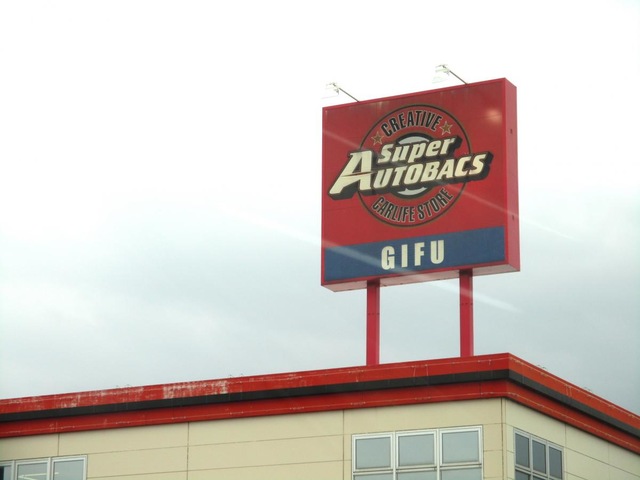 CREATIVE
Super
AUTOBACS
CARLIFE STORE
GIFU